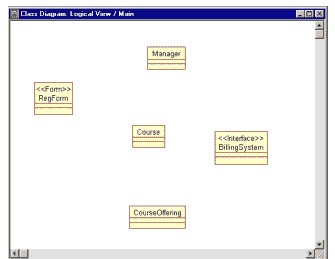 Class Diagram: Logical View / Main
Manager
<<Form>>
RegForm
Course
<<Interface>>
BillingSystem
CourseOffering